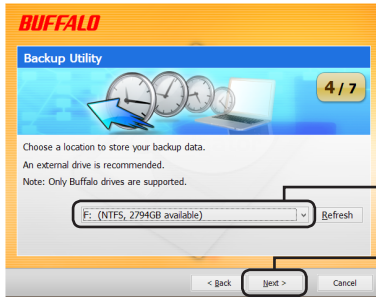 BUFFALO
Backup Utility
4 / 7
Choose a location to store your backup data.
An external drive is recommended.
Note: Only Buffalo drives are supported.
F: (NTFS, 2794GB available)
Refresh
< Back
Next >
Cancel